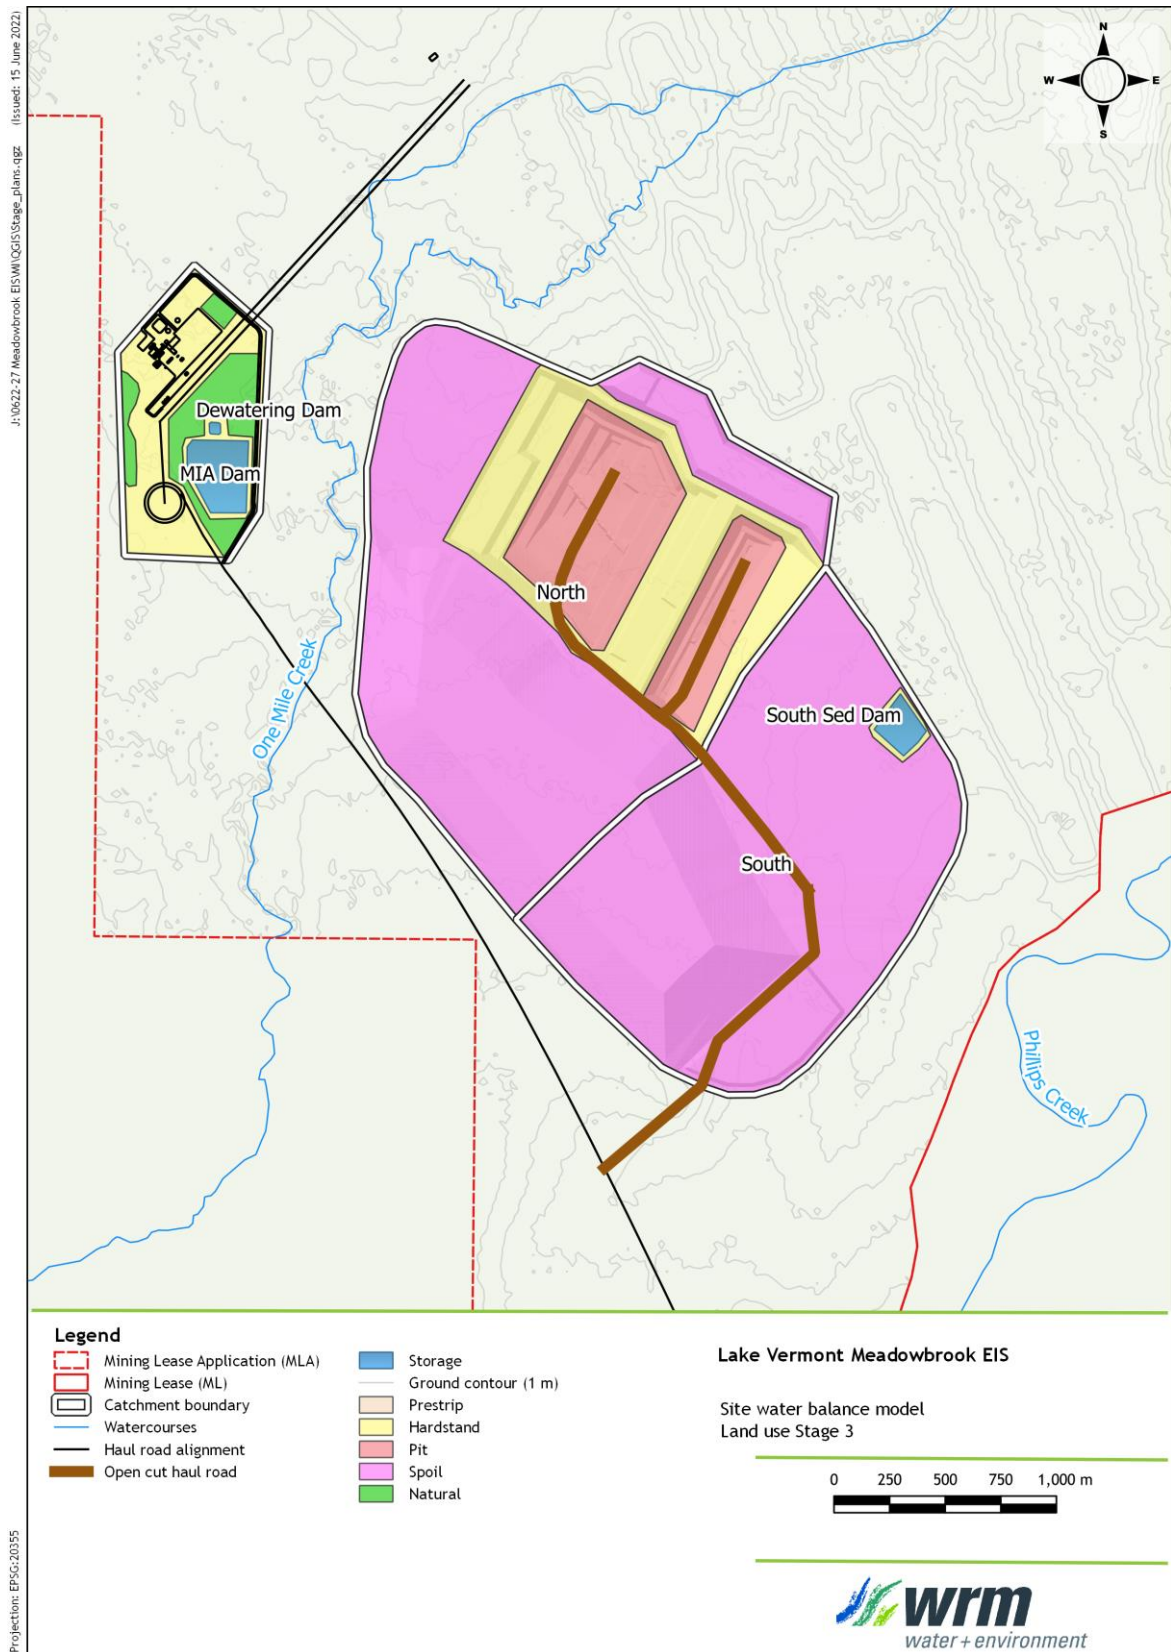 J:\0622-27 Meadowbrook EIS\WI\QGIS\Stage_plans.qgz (Issued: 15 June 2022)
N
W E
S
Dewatering Dam
MIA Dam
North
One Mile Creek
South Sed Dam
South
Phillips Creek
Legend
Mining Lease Application (MLA)
Mining Lease (ML)
Catchment boundary
Watercourses
Haul road alignment
Open cut haul road
Storage
Ground contour (1 m)
Prestrip
Hardstand
Pit
Spoil
Natural
Lake Vermont Meadowbrook EIS
Site water balance model
Land use Stage 3
0 250 500 750 1,000 m
Projection: EPSG:20355
wrm
water + environment